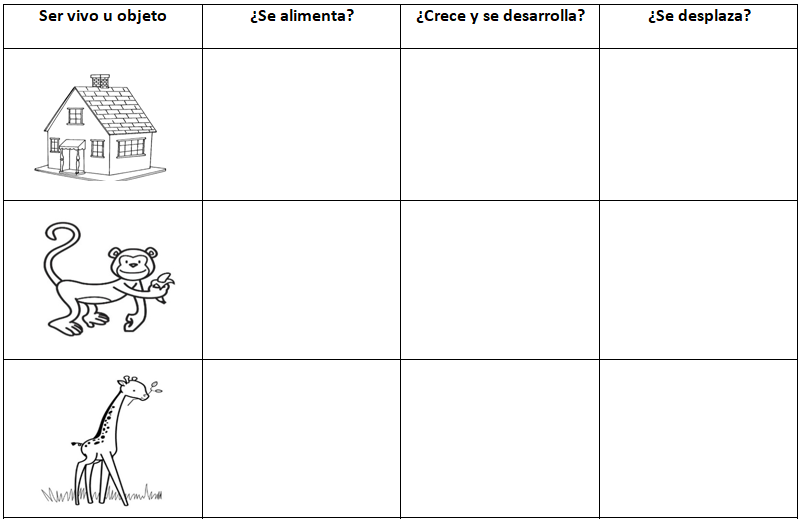 Ser vivo u objeto
¿Se alimenta?
¿Crece y se desarrolla?
¿Se desplaza?